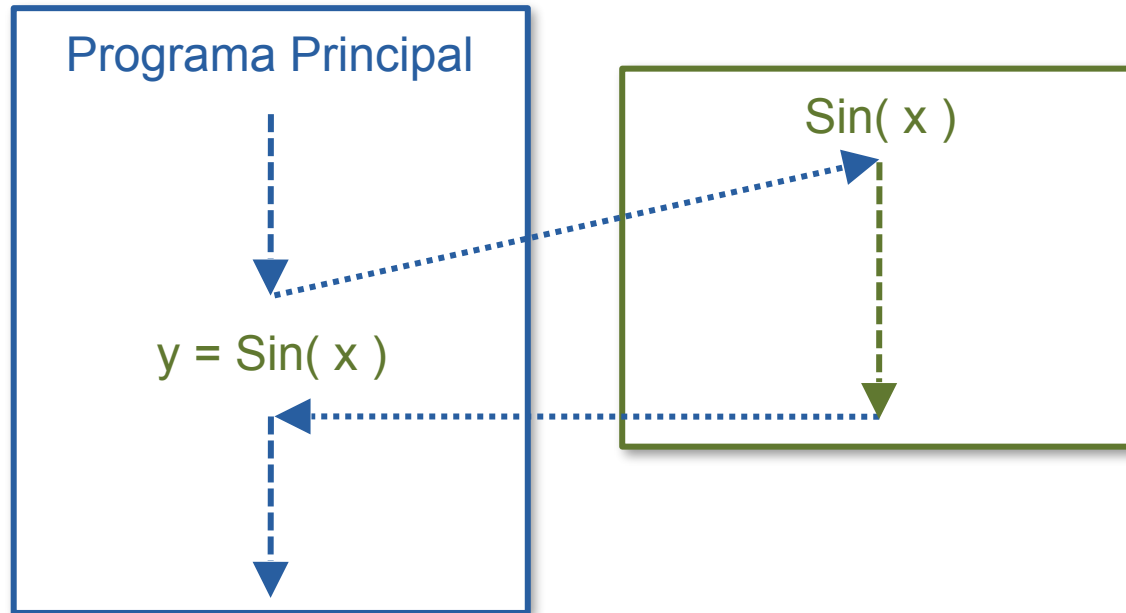 Programa Principal
Sin( x )
y = Sin( x )